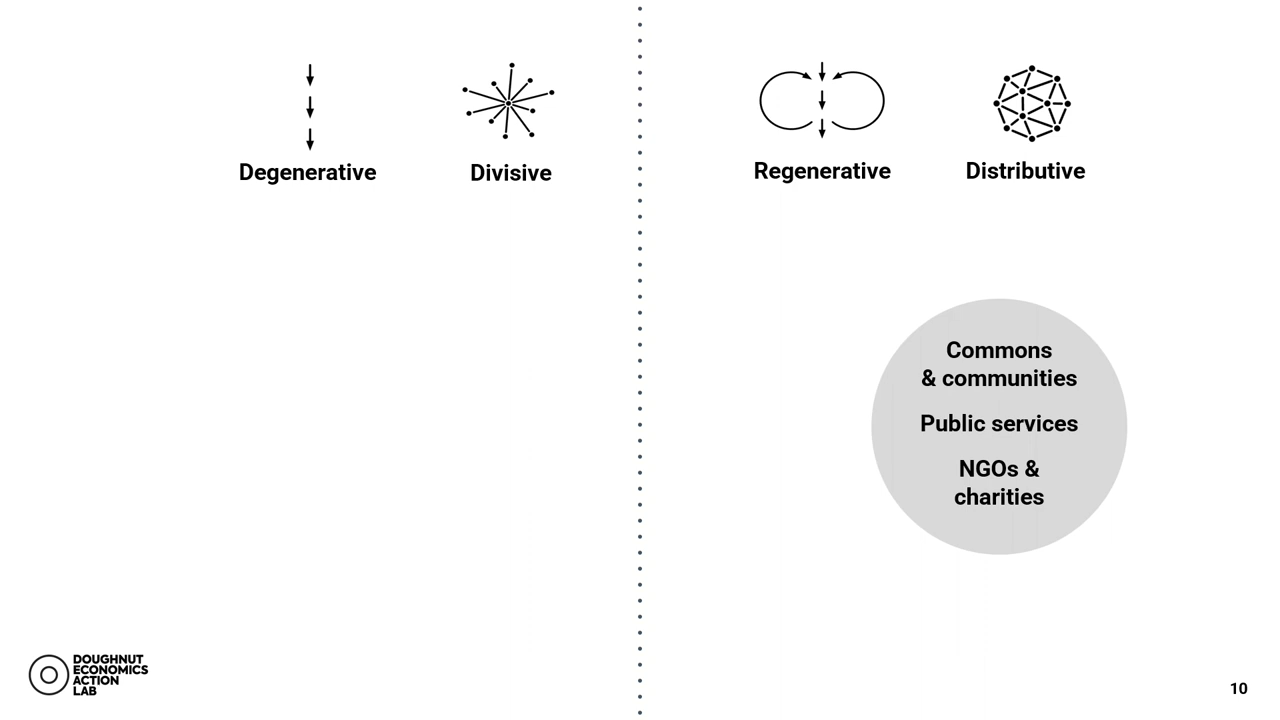 Degenerative
Divisive
Regenerative
Distributive
Commons
& communities
Public services
NGOs &
charities
DOUGHNUT
ECONOMICS
ACTION
LAB
10